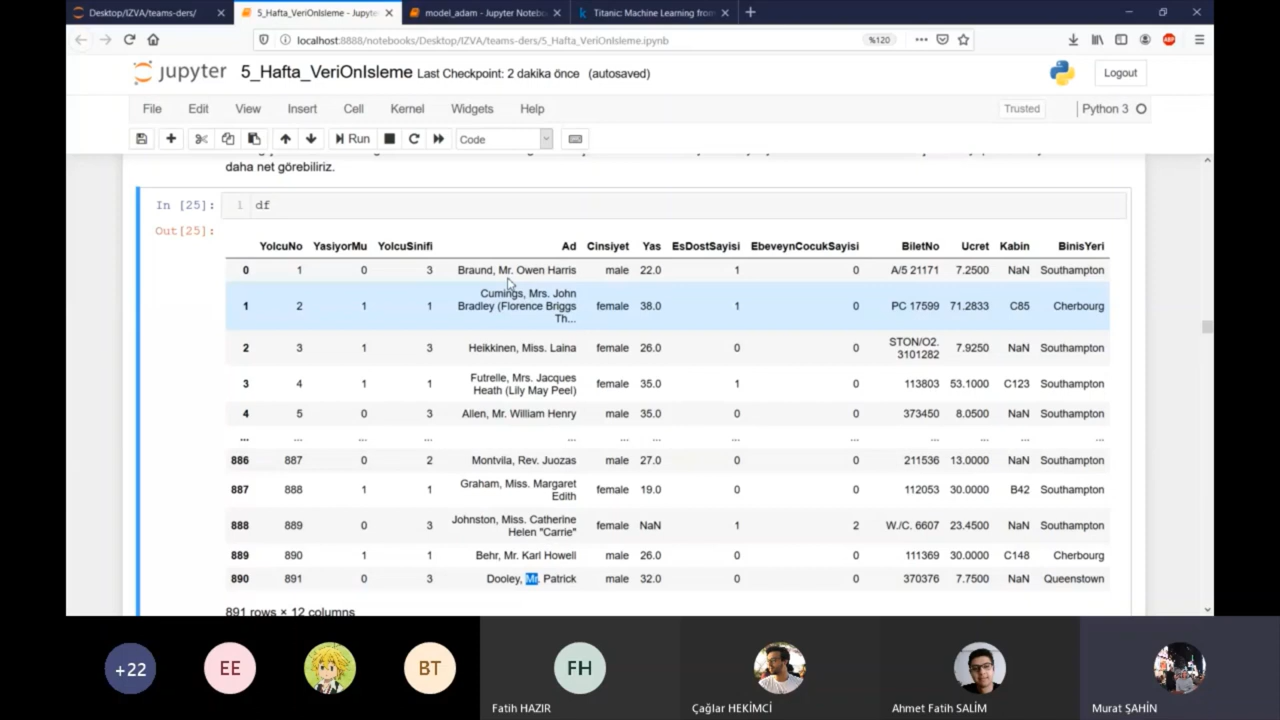 Desktop/IZVA/teams-ders/
5_Hafta_VeriOnIsleme - Jupyte
model_adam - Jupyter Notebo
Titanic: Machine Learning from
localhost:8888/notebooks/Desktop/IZVA/teams-ders/5_Hafta_VeriOnIsleme.ipynb
%120
ABP
jupyter 5_Hafta_VeriOnIsleme Last Checkpoint: 2 dakika önce (autosaved)
Logout
File Edit View Insert Cell Kernel Widgets Help
Trusted
Python 3
Run
Code
daha net görebiliriz.
In [25]: 1 df
Out[25]:
YolcuNo YasiyorMu YolcuSinifi Ad Cinsiyet Yas EsDostSayisi EbeveynCocukSayisi BiletNo Ucret Kabin BinisYeri
0 1 0 3 Braund, Mr. Owen Harris male 22.0 1 0 A/5 21171 7.2500 NaN Southampton
1 2 1 1 Cumings, Mrs. John Bradley (Florence Briggs Th... female 38.0 1 0 PC 17599 71.2833 C85 Cherbourg
2 3 1 3 Heikkinen, Miss. Laina female 26.0 0 0 STON/O2. 3101282 7.9250 NaN Southampton
3 4 1 1 Futrelle, Mrs. Jacques Heath (Lily May Peel) female 35.0 1 0 113803 53.1000 C123 Southampton
4 5 0 3 Allen, Mr. William Henry male 35.0 0 0 373450 8.0500 NaN Southampton
... ... ... ... ... ... ... ... ... ... ... ... ...
886 887 0 2 Montvila, Rev. Juozas male 27.0 0 0 211536 13.0000 NaN Southampton
887 888 1 1 Graham, Miss. Margaret Edith female 19.0 0 0 112053 30.0000 B42 Southampton
888 889 0 3 Johnston, Miss. Catherine Helen "Carrie" female NaN 1 2 W./C. 6607 23.4500 NaN Southampton
889 890 1 1 Behr, Mr. Karl Howell male 26.0 0 0 111369 30.0000 C148 Cherbourg
890 891 0 3 Dooley, Mr. Patrick male 32.0 0 0 370376 7.7500 NaN Queenstown
891 rows × 12 columns
+22
EE
BT
FH
Fatih HAZIR
Çağlar HEKİMCİ
Ahmet Fatih SALİM
Murat ŞAHİN